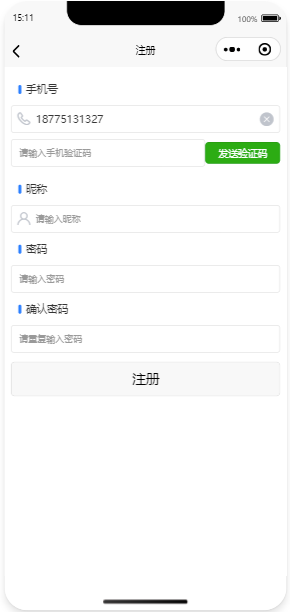 15:11
100%
注册
手机号
18775131327
请输入手机验证码
发送验证码
昵称
请输入昵称
密码
请输入密码
确认密码
请重复输入密码
注册